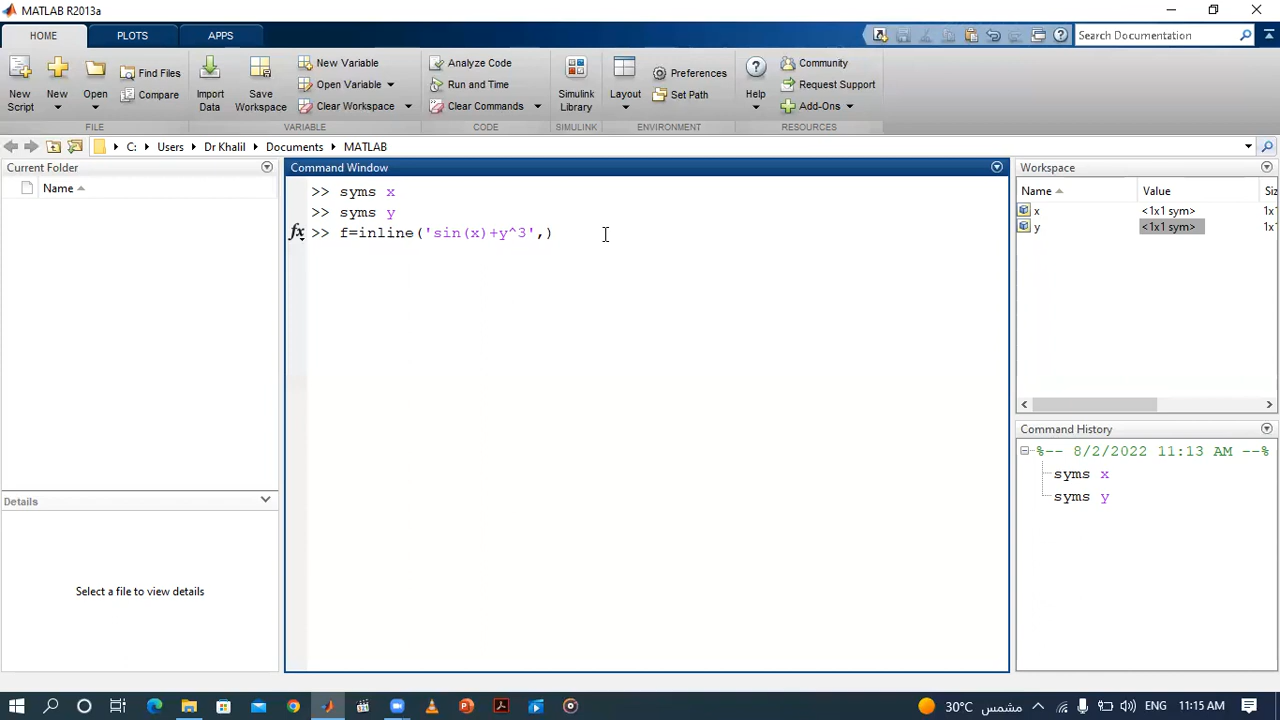 MATLAB R2013a
HOME PLOTS APPS
Search Documentation
New Script
New
Open
Find Files
Compare
Import Data
Save Workspace
New Variable
Open Variable
Clear Workspace
Analyze Code
Run and Time
Clear Commands
Simulink Library
Layout
Preferences
Set Path
Help
Community
Request Support
Add-Ons
FILE VARIABLE CODE SIMULINK ENVIRONMENT RESOURCES
C: Users Dr Khalil Documents MATLAB
Current Folder
Name
Details
Select a file to view details
Command Window
>> syms x
>> syms y
fx >> f=inline('sin(x)+y^3',)
Workspace
Name Value Siz
x <1x1 sym> 1x1
y <1x1 sym> 1x1
Command History
%-- 8/2/2022 11:13 AM --%
syms x
syms y
30°C مشمس ENG 11:15 AM